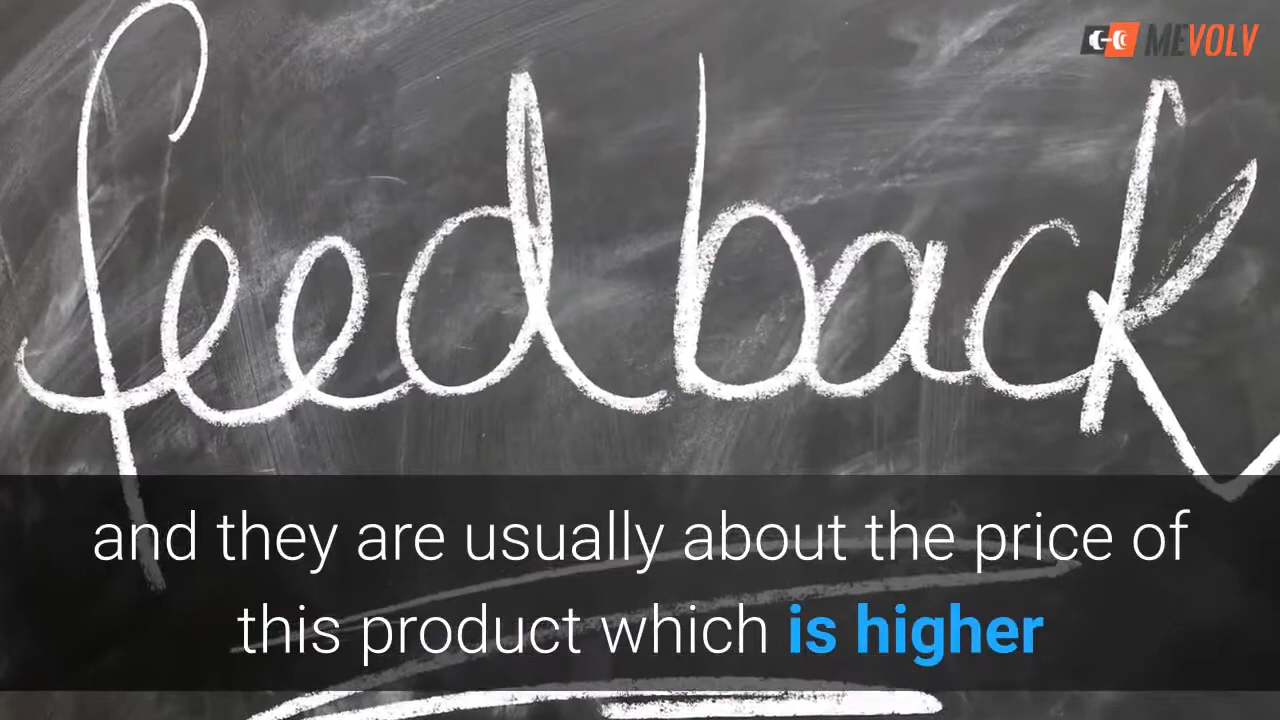 MEVOLV
feedback
and they are usually about the price of
this product which is higher